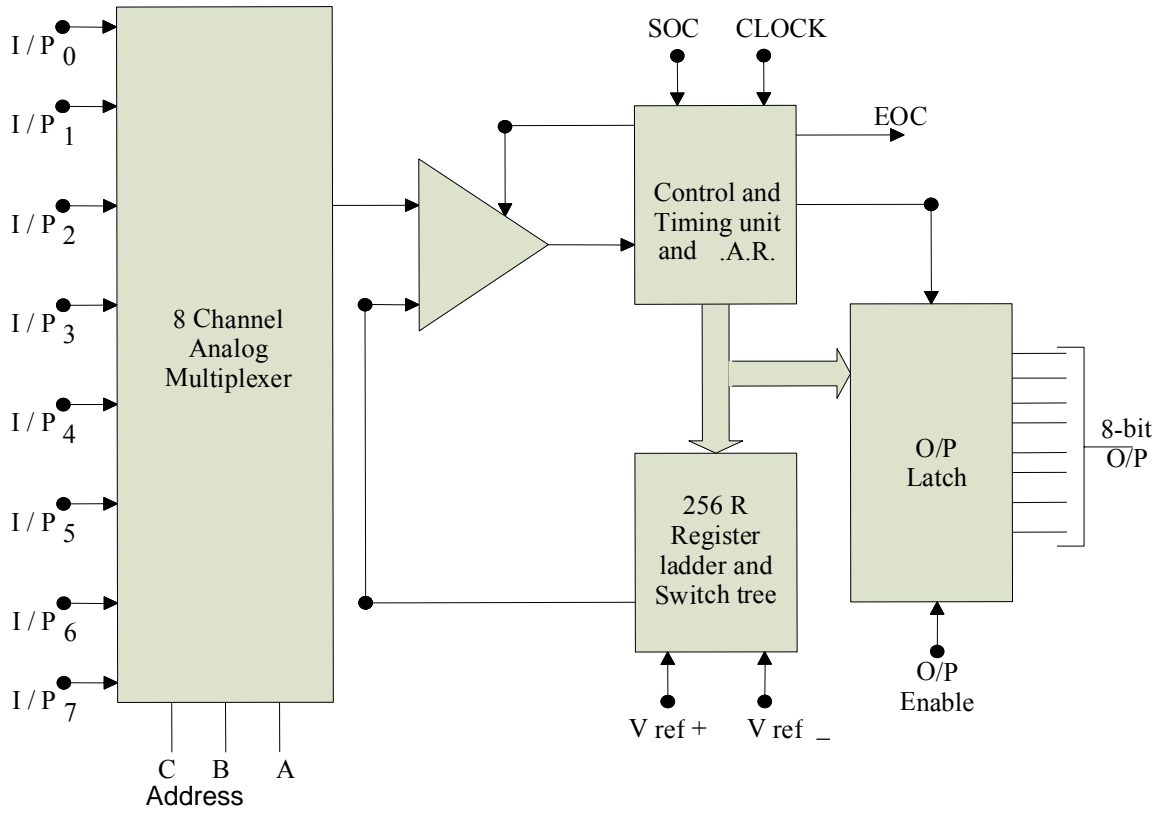 I / P 0
I / P 1
I / P 2
I / P 3
I / P 4
I / P 5
I / P 6
I / P 7
8 Channel
Analog
Multiplexer
C B A
Address
SOC CLOCK
EOC
Control and
Timing unit
and .A.R.
256 R
Register
ladder and
Switch tree
V ref + V ref _
O/P
Latch
O/P
Enable
8-bit
O/P